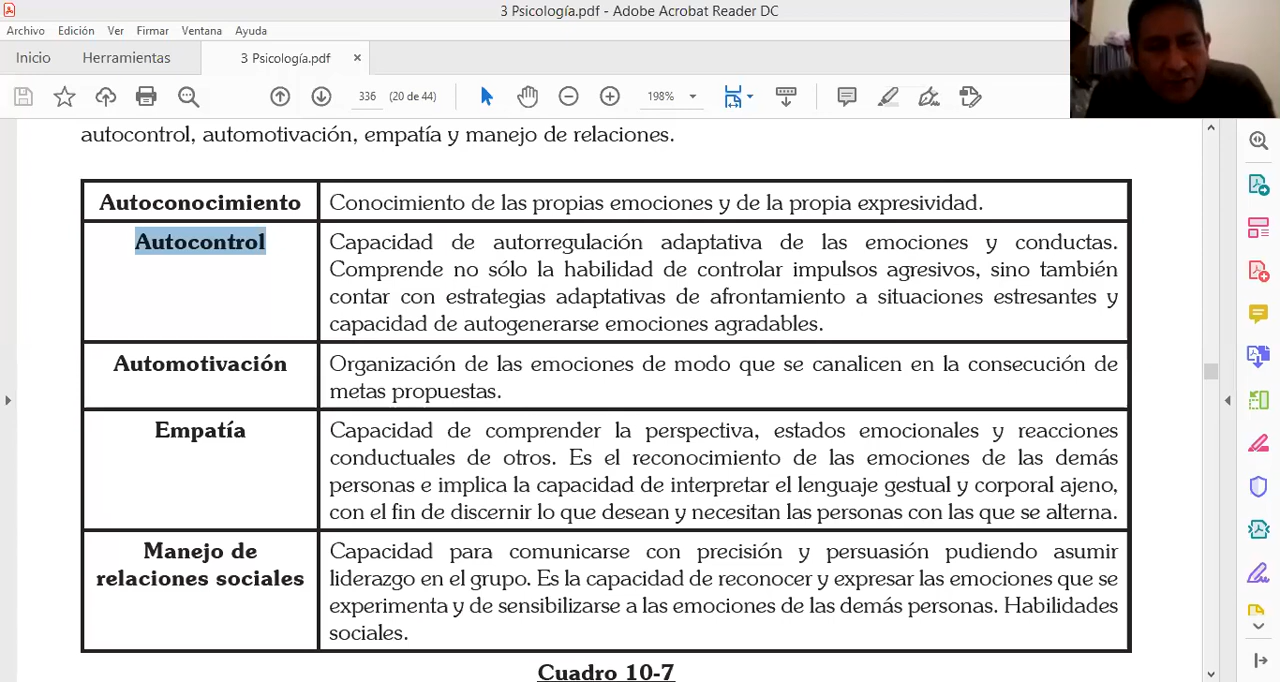 3 Psicología.pdf - Adobe Acrobat Reader DC
Archivo Edición Ver Firmar Ventana Ayuda
Inicio Herramientas 3 Psicología.pdf ×
336 (20 de 44) 198%
autocontrol, automotivación, empatía y manejo de relaciones.
Autoconocimiento
Conocimiento de las propias emociones y de la propia expresividad.
Autocontrol
Capacidad de autorregulación adaptativa de las emociones y conductas.
Comprende no sólo la habilidad de controlar impulsos agresivos, sino también
contar con estrategias adaptativas de afrontamiento a situaciones estresantes y
capacidad de autogenerarse emociones agradables.
Automotivación
Organización de las emociones de modo que se canalicen en la consecución de
metas propuestas.
Empatía
Capacidad de comprender la perspectiva, estados emocionales y reacciones
conductuales de otros. Es el reconocimiento de las emociones de las demás
personas e implica la capacidad de interpretar el lenguaje gestual y corporal ajeno,
con el fin de discernir lo que desean y necesitan las personas con las que se alterna.
Manejo de
relaciones sociales
Capacidad para comunicarse con precisión y persuasión pudiendo asumir
liderazgo en el grupo. Es la capacidad de reconocer y expresar las emociones que se
experimenta y de sensibilizarse a las emociones de las demás personas. Habilidades
sociales.
Cuadro 10-7